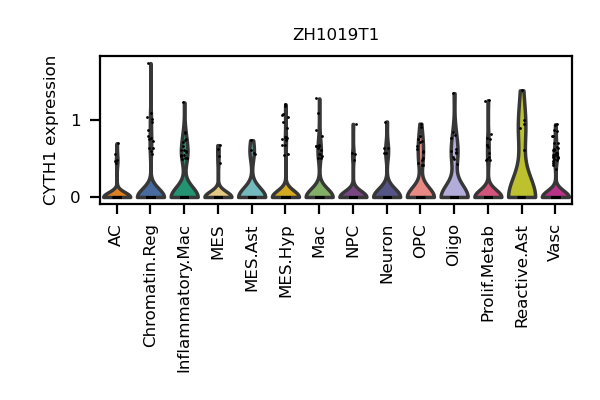 ZH1019T1
CYTH1 expression
1
0
AC
Chromatin.Reg
Inflammatory.Mac
MES
MES.Ast
MES.Hyp
Mac
NPC
Neuron
OPC
Oligo
Prolif.Metab
Reactive.Ast
Vasc